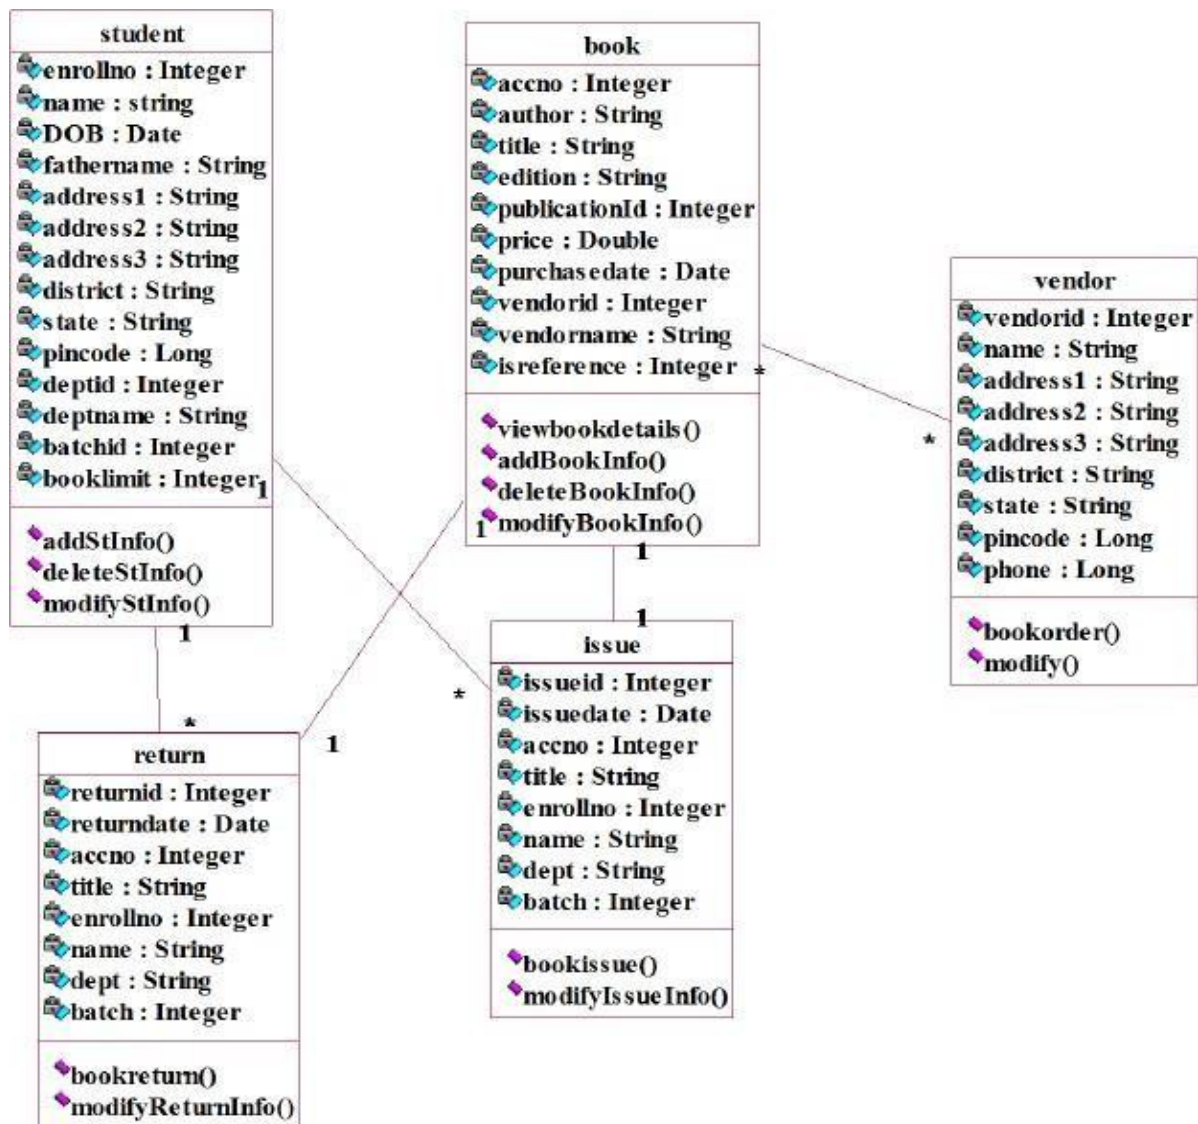 student
enrollno : Integer
name : string
DOB : Date
fathername : String
address1 : String
address2 : String
address3 : String
district : String
state : String
pincode : Long
deptid : Integer
deptname : String
batchid : Integer
booklimit : Integer
1
addStInfo()
deleteStInfo()
modifyStInfo()
1
book
accno : Integer
author : String
title : String
edition : String
publicationId : Integer
price : Double
purchasedate : Date
vendorid : Integer
vendorname : String
isreference : Integer
*
viewbookdetails()
addBookInfo()
deleteBookInfo()
modifyBookInfo()
1
1
vendor
vendorid : Integer
name : String
address1 : String
address2 : String
address3 : String
*
district : String
state : String
pincode : Long
phone : Long
bookorder()
modify()
*
return
1
returnid : Integer
returndate : Date
accno : Integer
title : String
enrollno : Integer
name : String
dept : String
batch : Integer
bookreturn()
modifyReturnInfo()
1
issue
*
issueid : Integer
issuedate : Date
accno : Integer
title : String
enrollno : Integer
name : String
dept : String
batch : Integer
bookissue()
modifyIssueInfo()